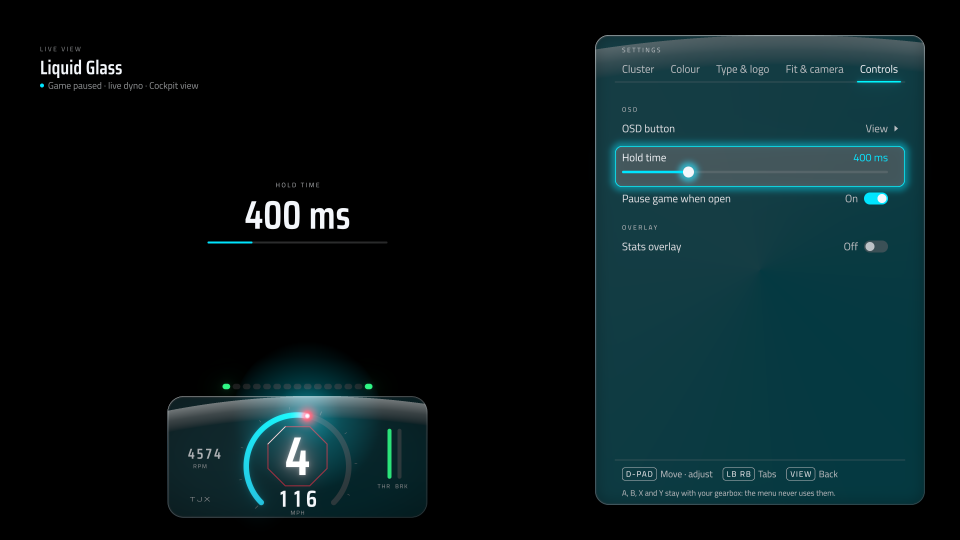 LIVE VIEW
Liquid Glass
Game paused · live dyno · Cockpit view
HOLD TIME
400 ms
4574
RPM
TJX
4
116
MPH
THR BRK
SETTINGS
Cluster Colour Type & logo Fit & camera Controls
OSD
OSD button View
Hold time 400 ms
Pause game when open On
OVERLAY
Stats overlay Off
D-PAD Move · adjust LB RB Tabs VIEW Back
A, B, X and Y stay with your gearbox: the menu never uses them.